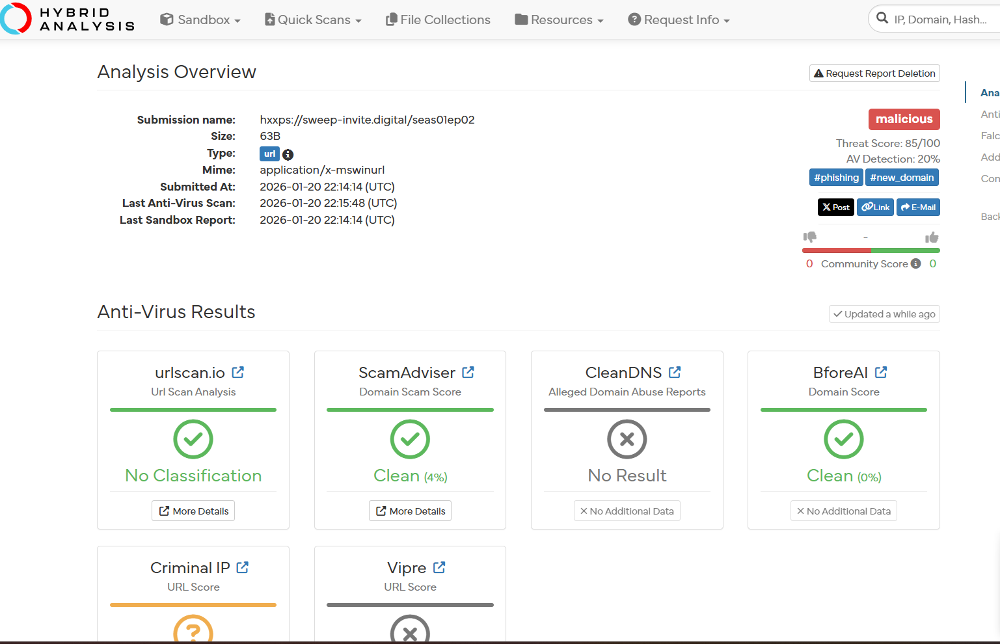 HYBRID
ANALYSIS
Sandbox
Quick Scans
File Collections
Resources
Request Info
IP, Domain, Hash...
Analysis Overview
Request Report Deletion
Submission name: hxxps://sweep-invite.digital/seas01ep02
Size: 63B
Type: url
Mime: application/x-mswinurl
Submitted At: 2026-01-20 22:14:14 (UTC)
Last Anti-Virus Scan: 2026-01-20 22:15:48 (UTC)
Last Sandbox Report: 2026-01-20 22:14:14 (UTC)
malicious
Threat Score: 85/100
AV Detection: 20%
#phishing #new_domain
X Post Link E-Mail
-
0 Community Score 0
Ana
Anti
Falc
Add
Con
Back
Anti-Virus Results
Updated a while ago
urlscan.io
Url Scan Analysis
No Classification
More Details
ScamAdviser
Domain Scam Score
Clean (4%)
More Details
CleanDNS
Alleged Domain Abuse Reports
No Result
No Additional Data
BforeAI
Domain Score
Clean (0%)
No Additional Data
Criminal IP
URL Score
?
Vipre
URL Score